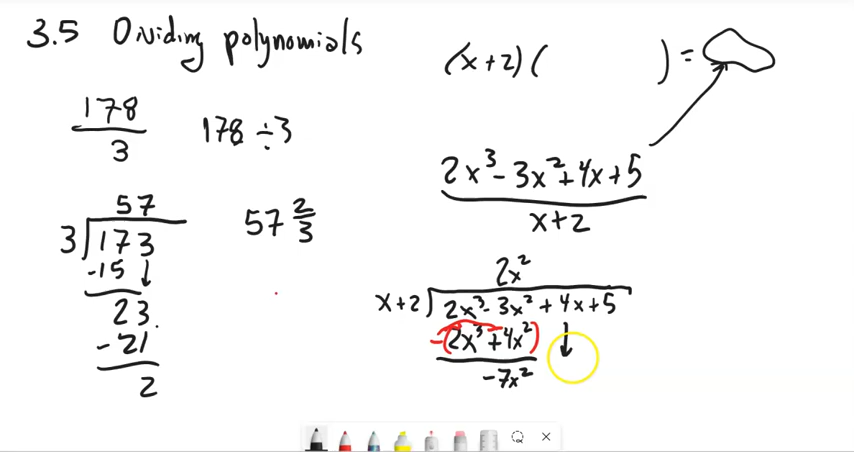 3.5 Dividing polynomials
178
3
178 ÷ 3
57
3 173
-15
23.
-21
2
57 2/3
(x+2)(        ) =
2x³-3x²+4x+5
x+2
2x²
x+2 2x³-3x²+4x+5
-(2x³+4x²)
-7x²